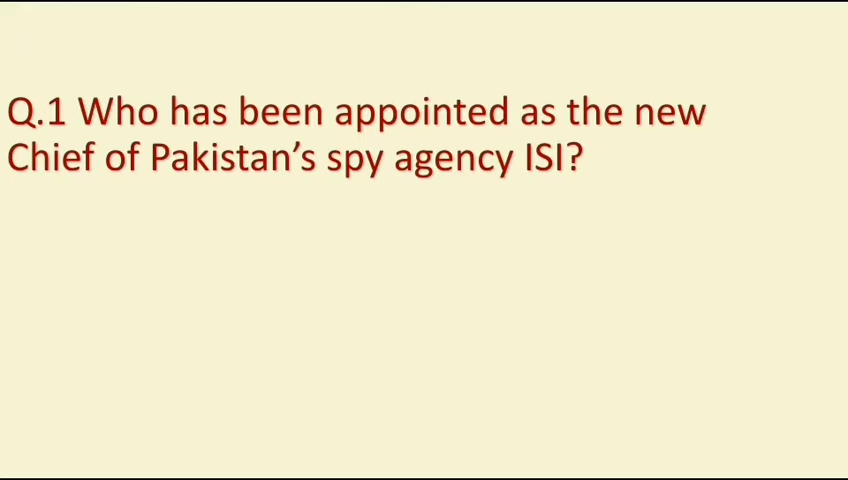 Q.1 Who has been appointed as the new
Chief of Pakistan’s spy agency ISI?